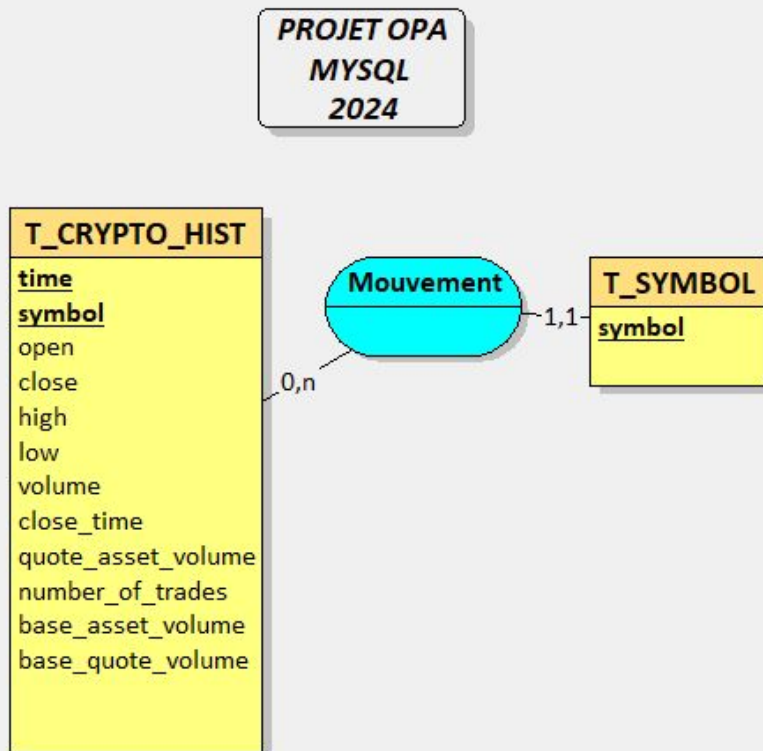 PROJET OPA
MYSQL
2024
T_CRYPTO_HIST
time
symbol
open
close
high
low
volume
close_time
quote_asset_volume
number_of_trades
base_asset_volume
base_quote_volume
0,n
Mouvement
1,1
T_SYMBOL
symbol